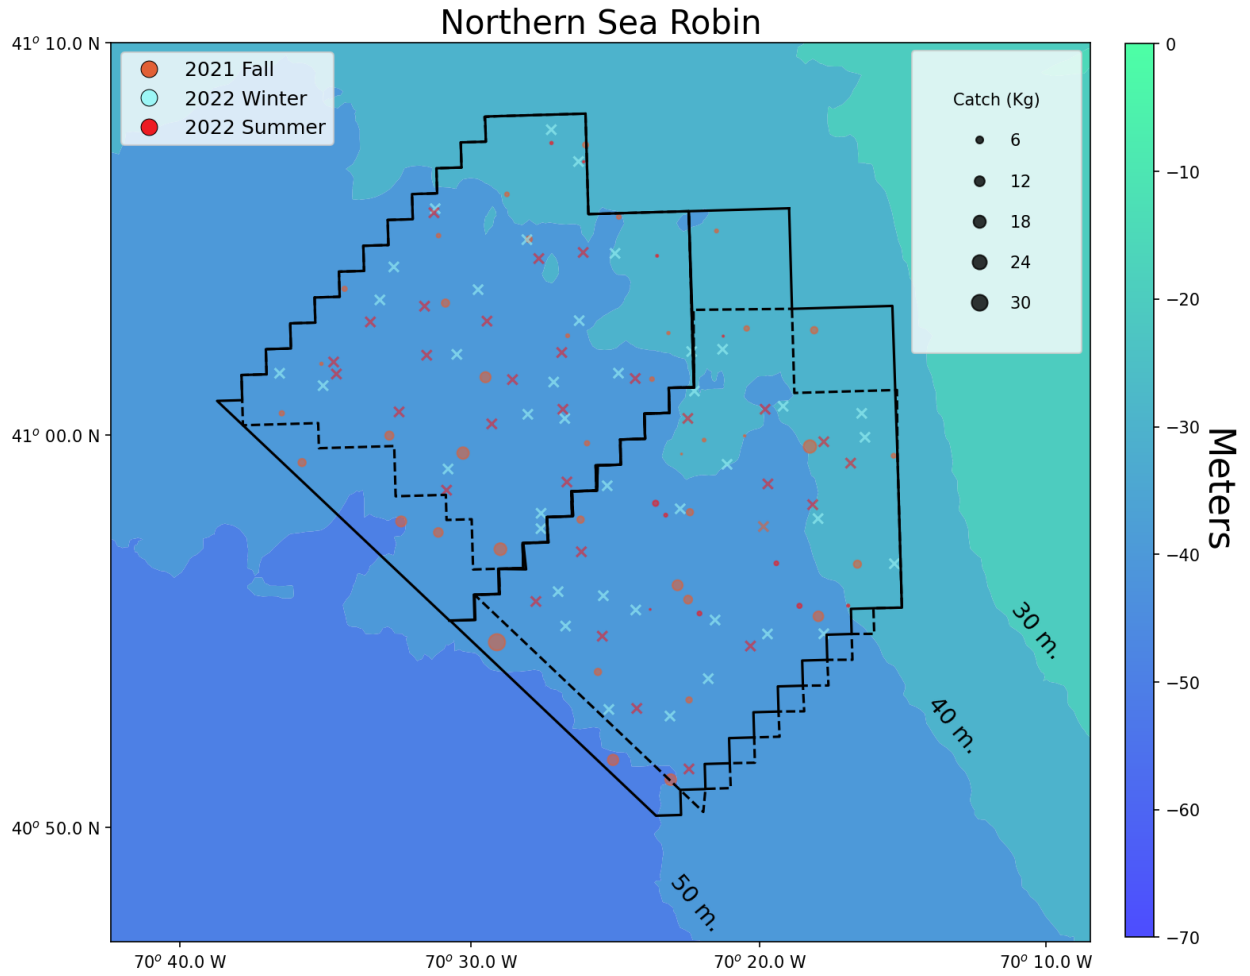 Northern Sea Robin
41° 10.0 N
41° 00.0 N
40° 50.0 N
2021 Fall
2022 Winter
2022 Summer
Catch (Kg)
6
12
18
24
30
30 m.
40 m.
50 m.
70° 40.0 W
70° 30.0 W
70° 20.0 W
70° 10.0 W
0
−10
−20
−30
−40
−50
−60
−70
Meters